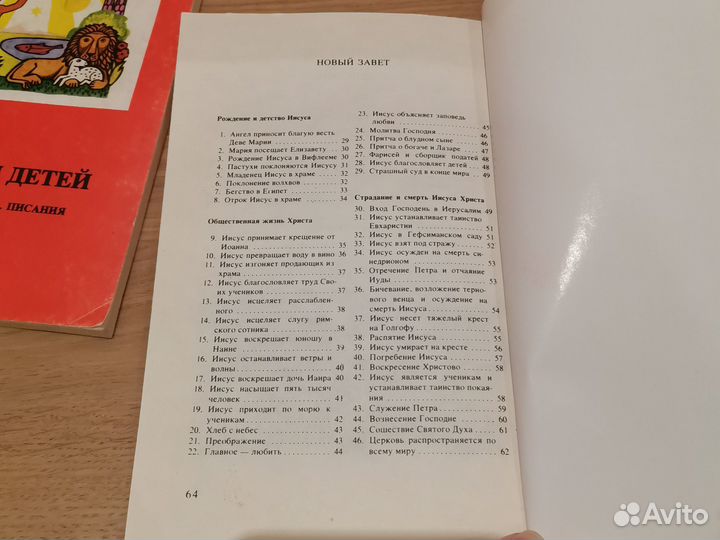 Й ДЕТЕЙ
. ПИСАНИЯ
НОВЫЙ ЗАВЕТ
Рождение и детство Иисуса
1. Ангел приносит благую весть
Деве Марии 29
2. Мария посещает Елизавету 30
3. Рождение Иисуса в Вифлееме 30
4. Пастухи поклоняются Иисусу 31
5. Младенец Иисус в храме 32
6. Поклонение волхвов 32
7. Бегство в Египет 33
8. Отрок Иисус в храме 34
Общественная жизнь Христа
9. Иисус принимает крещение от
Иоанна 35
10. Иисус превращает воду в вино 36
11. Иисус изгоняет продающих из
храма 37
12. Иисус благословляет труд Сво-
их учеников 37
13. Иисус исцеляет расслаблен-
ного 38
14. Иисус исцеляет слугу рим-
ского сотника 38
15. Иисус воскрешает юношу в
Наине 39
16. Иисус останавливает ветры и
волны 40
17. Иисус воскрешает дочь Иаира 40
18. Иисус насыщает пять тысяч
человек 41
19. Иисус приходит по морю к
ученикам 42
20. Хлеб с небес 43
21. Преображение 43
22. Главное — любить 44
23. Иисус объясняет заповедь
любви 45
24. Молитва Господня 46
25. Притча о блудном сыне 46
26. Притча о богаче и Лазаре 47
27. Фарисей и сборщик податей 48
28. Иисус благословляет детей 48
29. Страшный суд в конце мира 49
Страдание и смерть Иисуса Христа
30. Вход Господень в Иерусалим 49
31. Иисус устанавливает таинство
Евхаристии 51
32. Иисус в Гефсиманском саду 51
33. Иисус взят под стражу 52
34. Иисус осужден на смерть си-
недрионом 53
35. Отречение Петра и отчаяние
Иуды 53
36. Бичевание, возложение терно-
вого венца и осуждение на
смерть Иисуса 54
37. Иисус несет тяжелый крест
на Голгофу 55
38. Распятие Иисуса 55
39. Иисус умирает на кресте 56
40. Погребение Иисуса 57
41. Воскресение Христово 58
42. Иисус является ученикам и
устанавливает таинство пока-
яния 58
43. Служение Петра 59
44. Вознесение Господне 60
45. Сошествие Святого Духа 61
46. Церковь распространяется по
всему миру 62
64
Avito